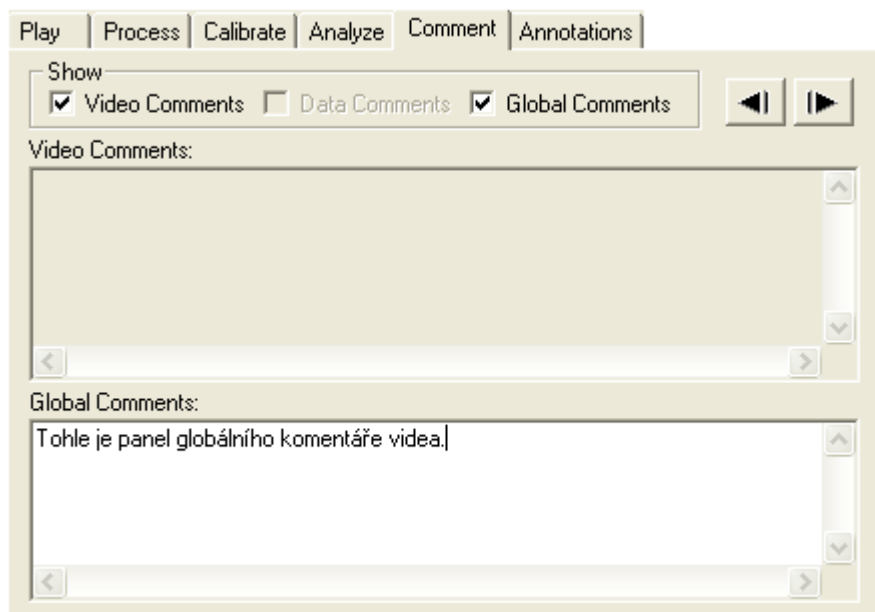 Play Process Calibrate Analyze Comment Annotations
Show
Video Comments Data Comments Global Comments
Video Comments:
Global Comments:
Tohle je panel globálního komentáře videa.